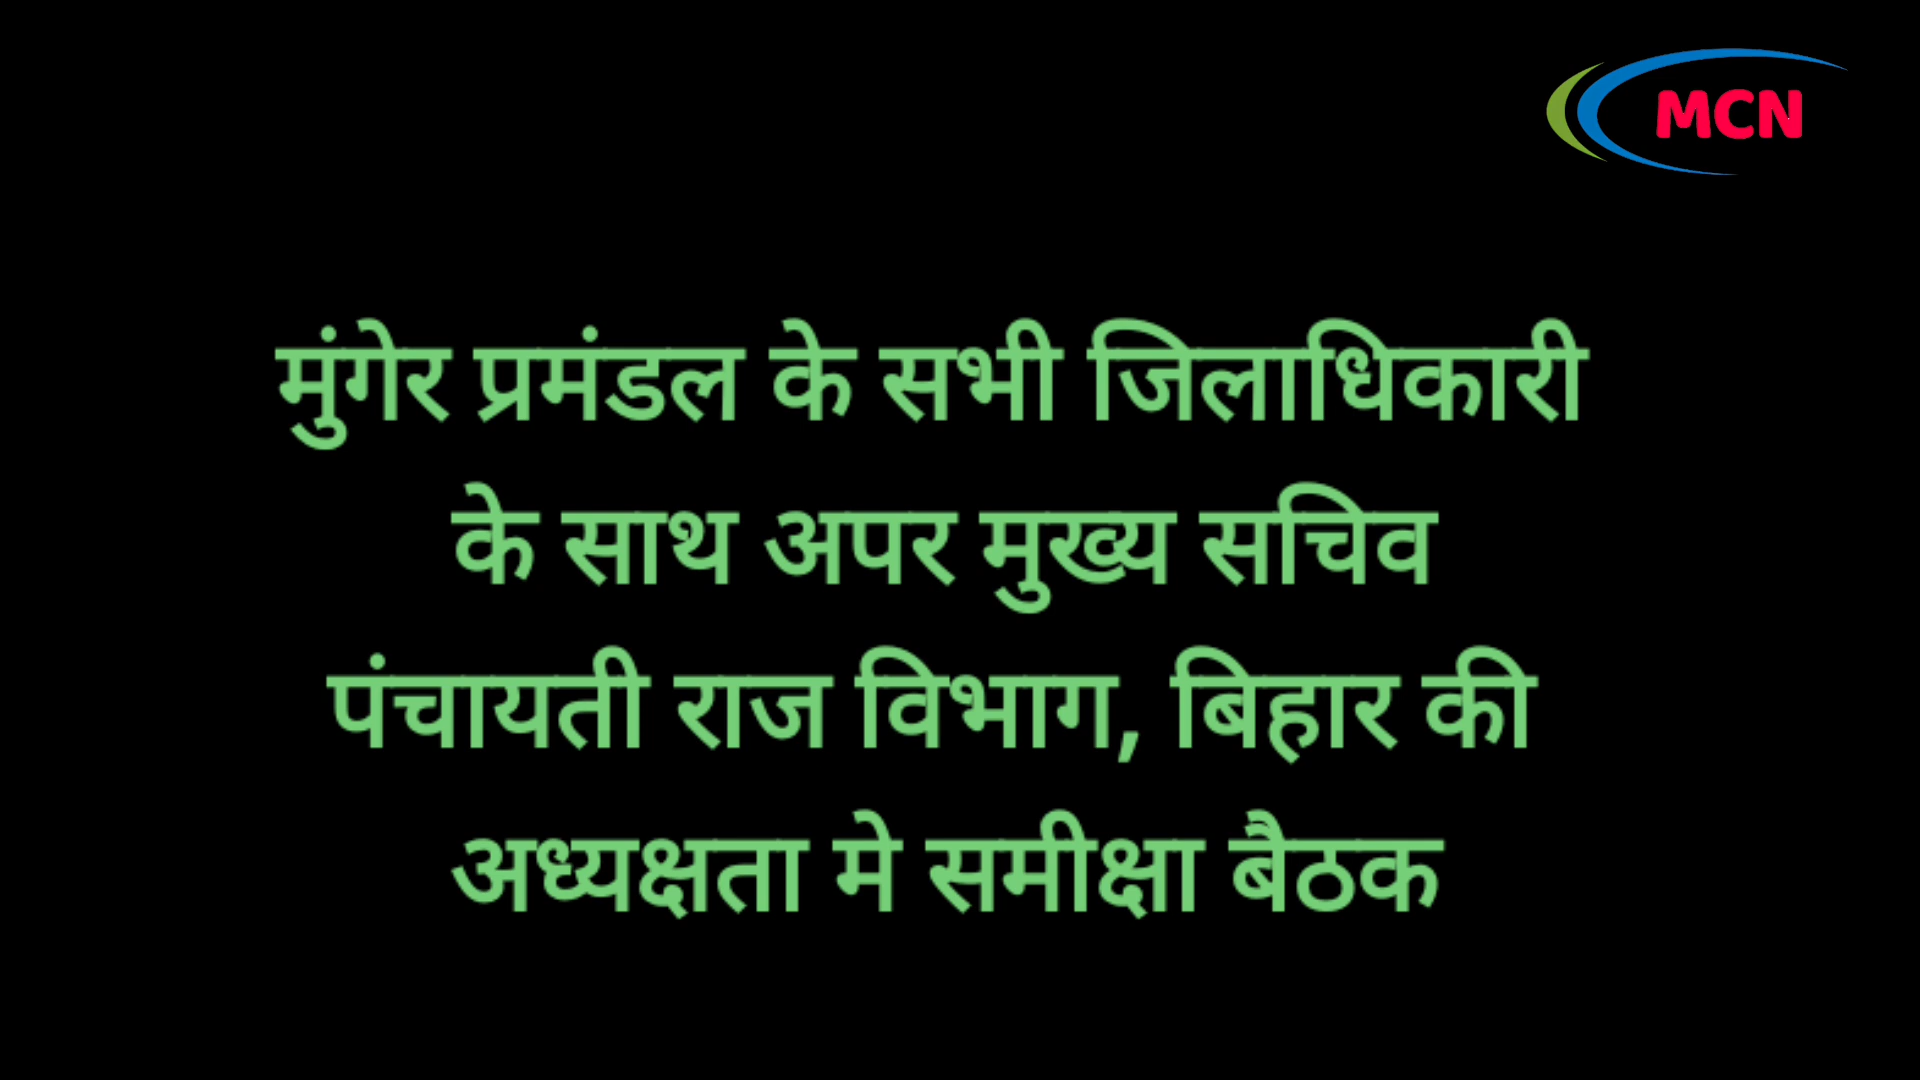 MCN
मुंगेर प्रमंडल के सभी जिलाधिकारी
के साथ अपर मुख्य सचिव
पंचायती राज विभाग, बिहार की
अध्यक्षता मे समीक्षा बैठक